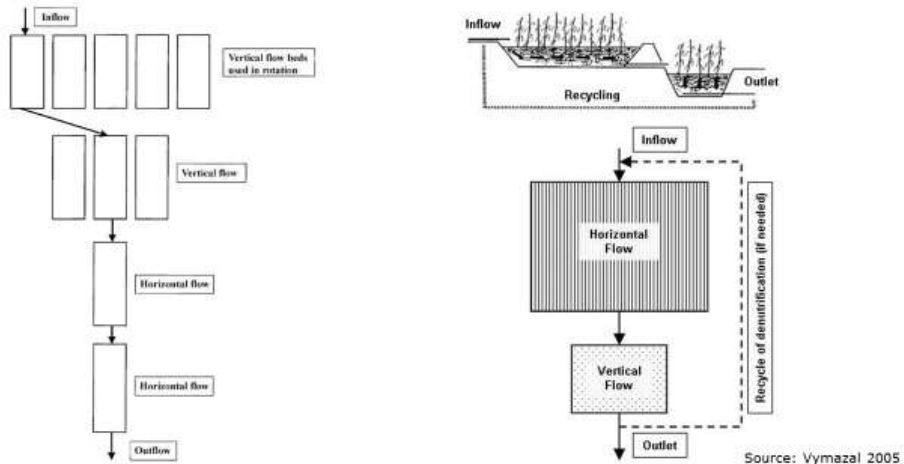 Inflow
Vertical flow beds
used in rotation
Vertical flow
Horizontal flow
Horizontal flow
Outflow
Inflow
Outlet
Recycling
Inflow
Horizontal
Flow
Vertical
Flow
Outlet
Recycle of denutrification (if needed)
Source: Vymazal 2005